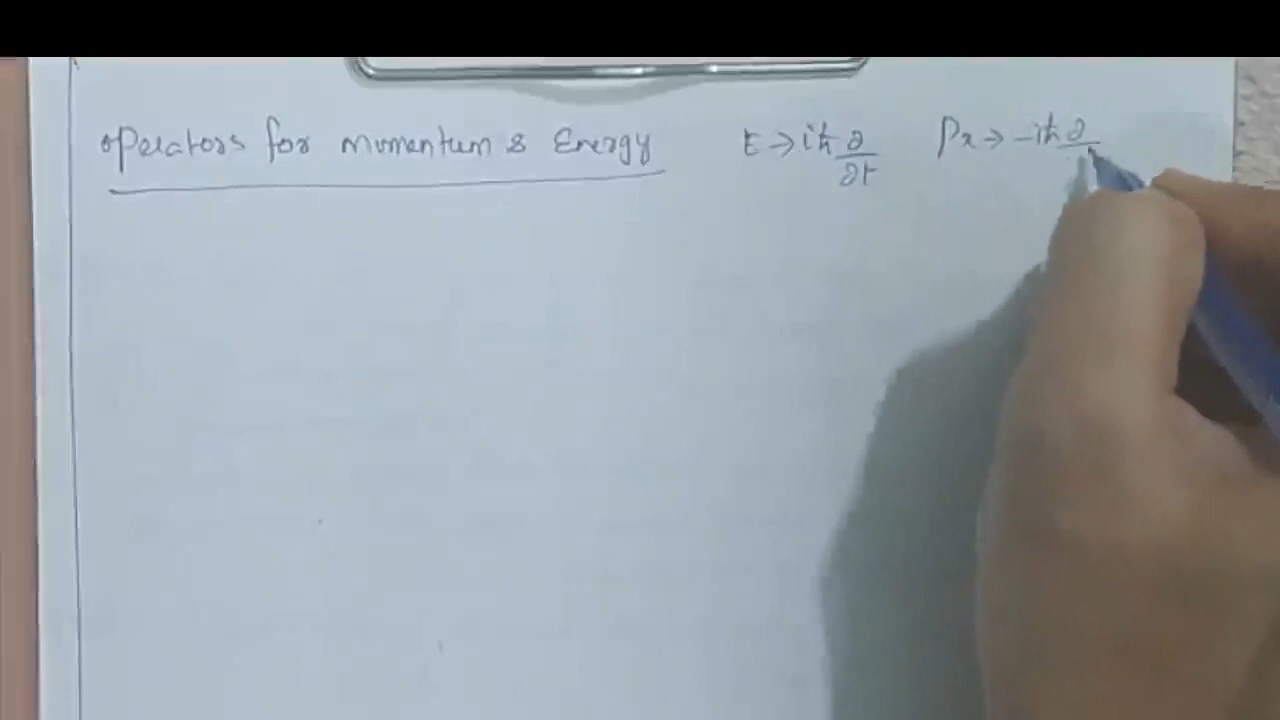 operators for Momentum & Energy E → iℏ ∂/∂t Px → -iℏ ∂/